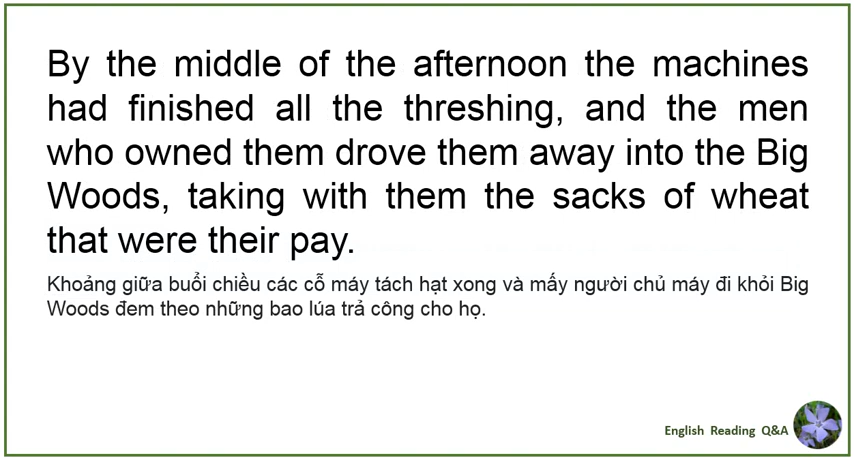 By the middle of the afternoon the machines
had finished all the threshing, and the men
who owned them drove them away into the Big
Woods, taking with them the sacks of wheat
that were their pay.
Khoảng giữa buổi chiều các cỗ máy tách hạt xong và mấy người chủ máy đi khỏi Big
Woods đem theo những bao lúa trả công cho họ.
English Reading Q&A